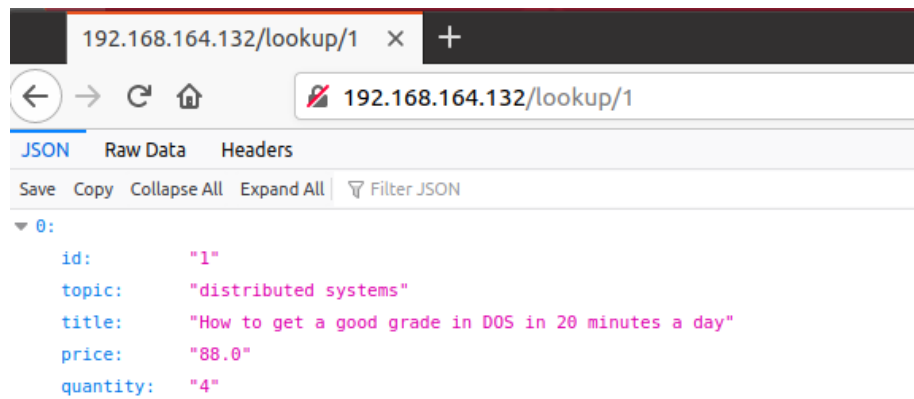 192.168.164.132/lookup/1
192.168.164.132/lookup/1
JSON Raw Data Headers
Save Copy Collapse All Expand All Filter JSON
0:
id: "1"
topic: "distributed systems"
title: "How to get a good grade in DOS in 20 minutes a day"
price: "88.0"
quantity: "4"